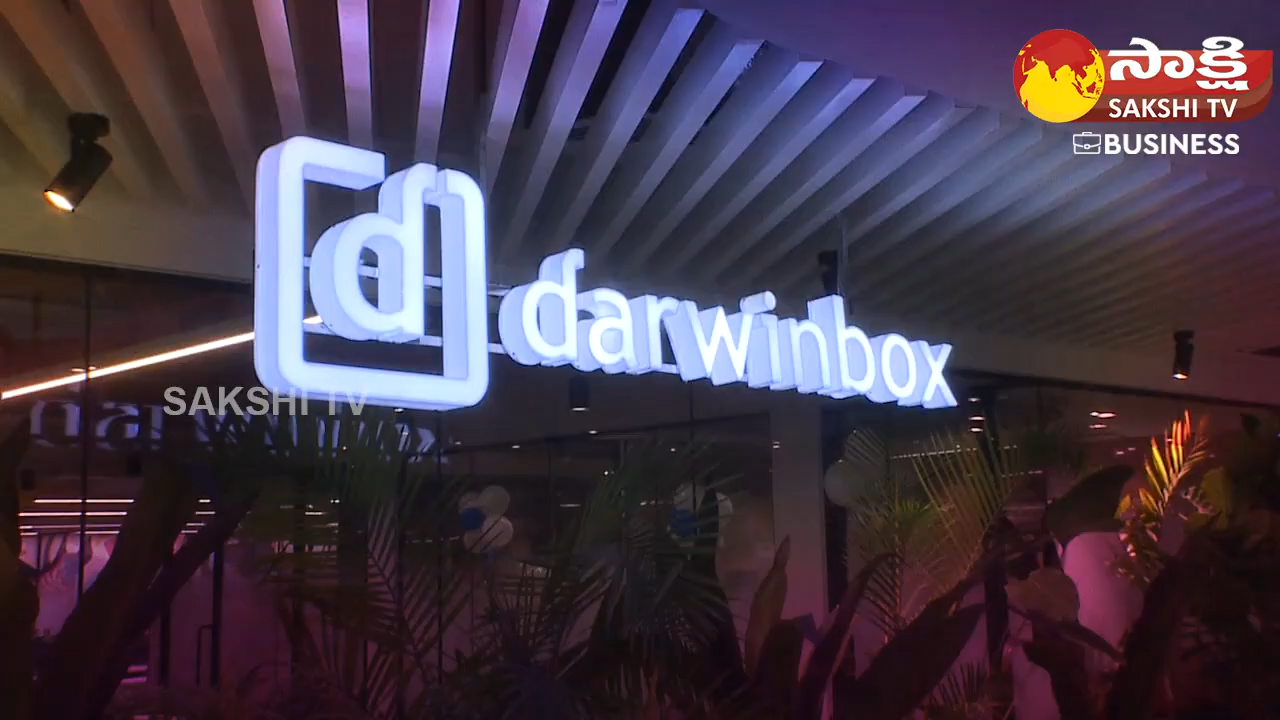 సాక్షి
SAKSHI TV
BUSINESS
d
darwinbox
SAKSHI TV